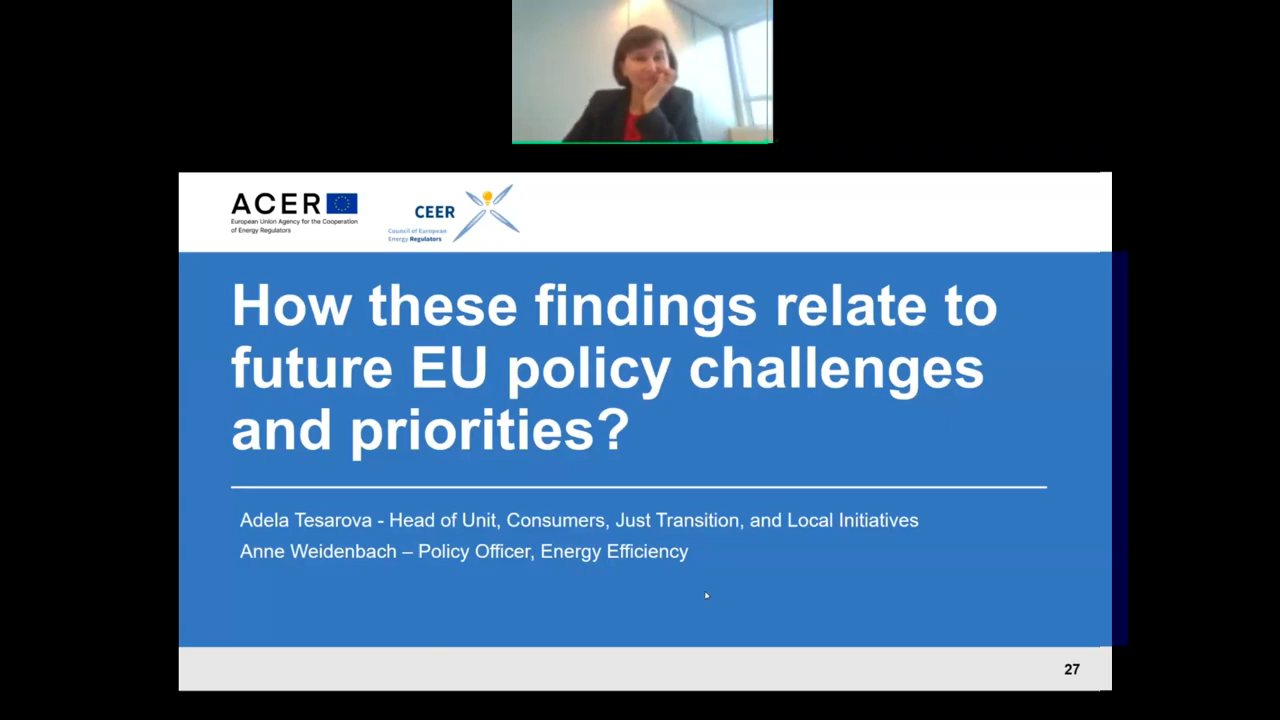 ACER
European Union Agency for the Cooperation
of Energy Regulators
CEER
Council of European
Energy Regulators
How these findings relate to
future EU policy challenges
and priorities?
Adela Tesarova - Head of Unit, Consumers, Just Transition, and Local Initiatives
Anne Weidenbach – Policy Officer, Energy Efficiency
27